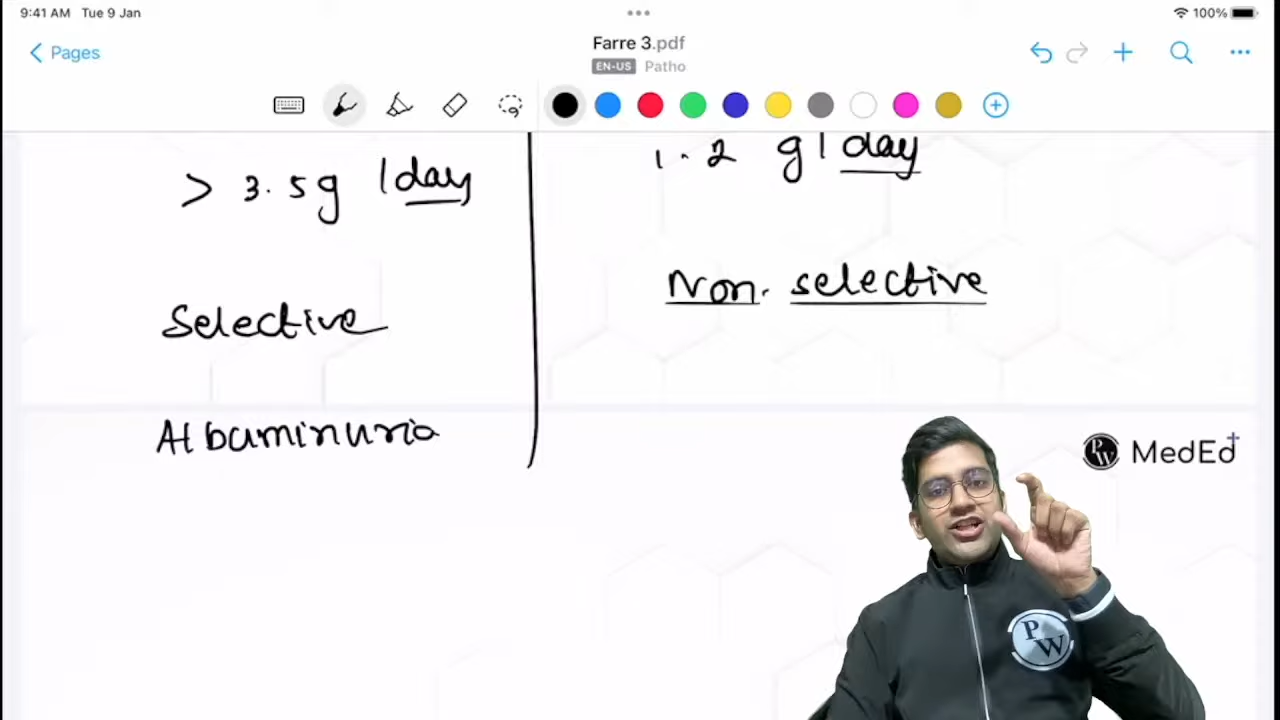 9:41 AM Tue 9 Jan
100%
Pages
Farre 3.pdf
EN-US Patho
> 3.5g / day
1.2 g / day
Selective
Non. selective
Albuminuria
PW MedEd+
PW